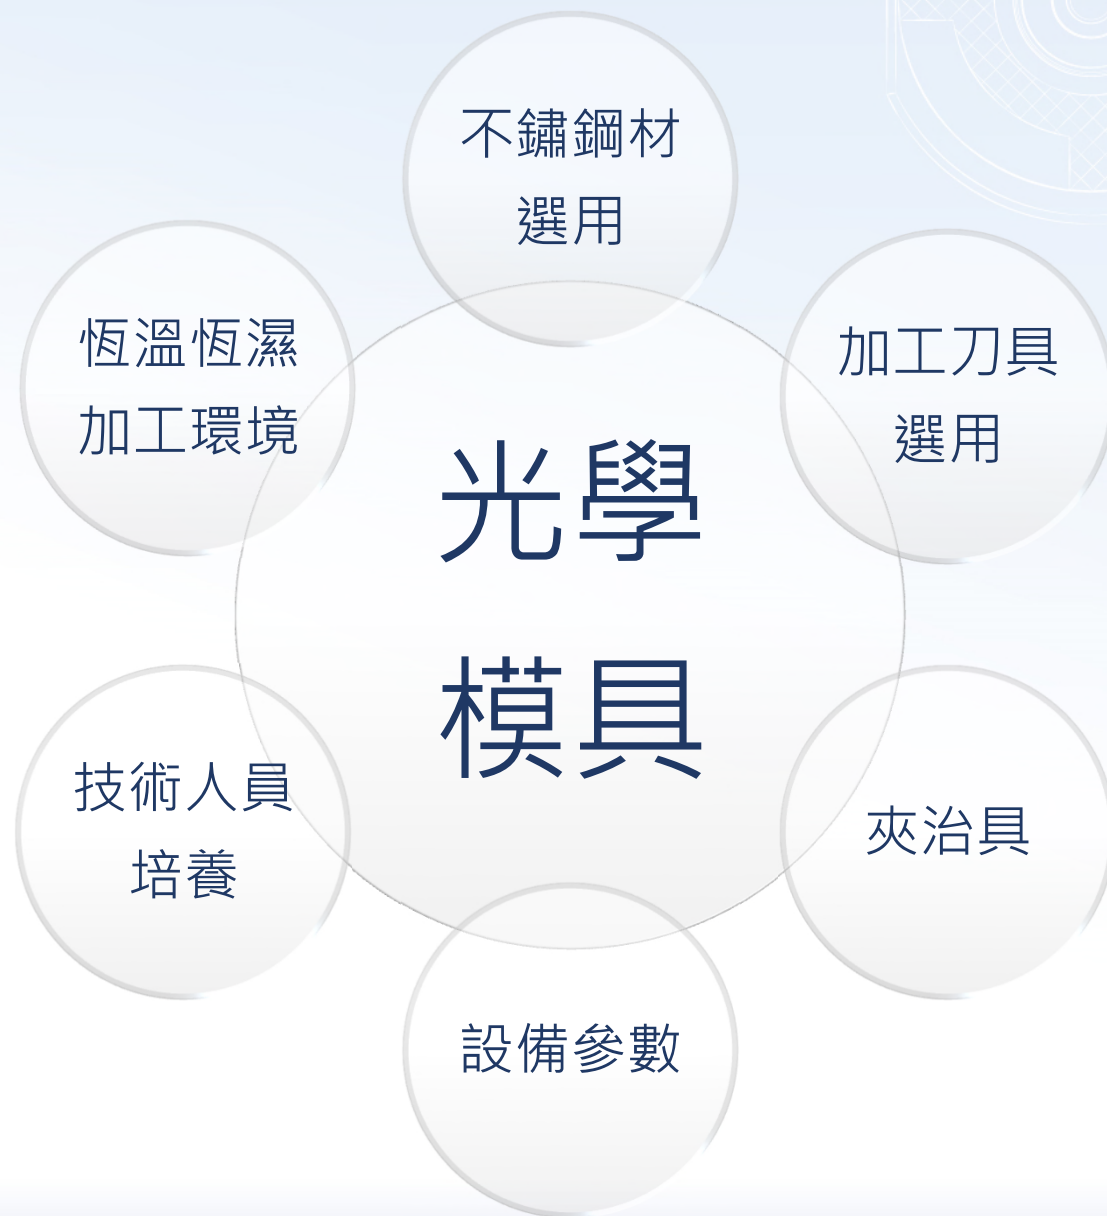 不鏽鋼材
選用
恆溫恆濕
加工環境
加工刀具
選用
光學
模具
技術人員
培養
夾治具
設備參數